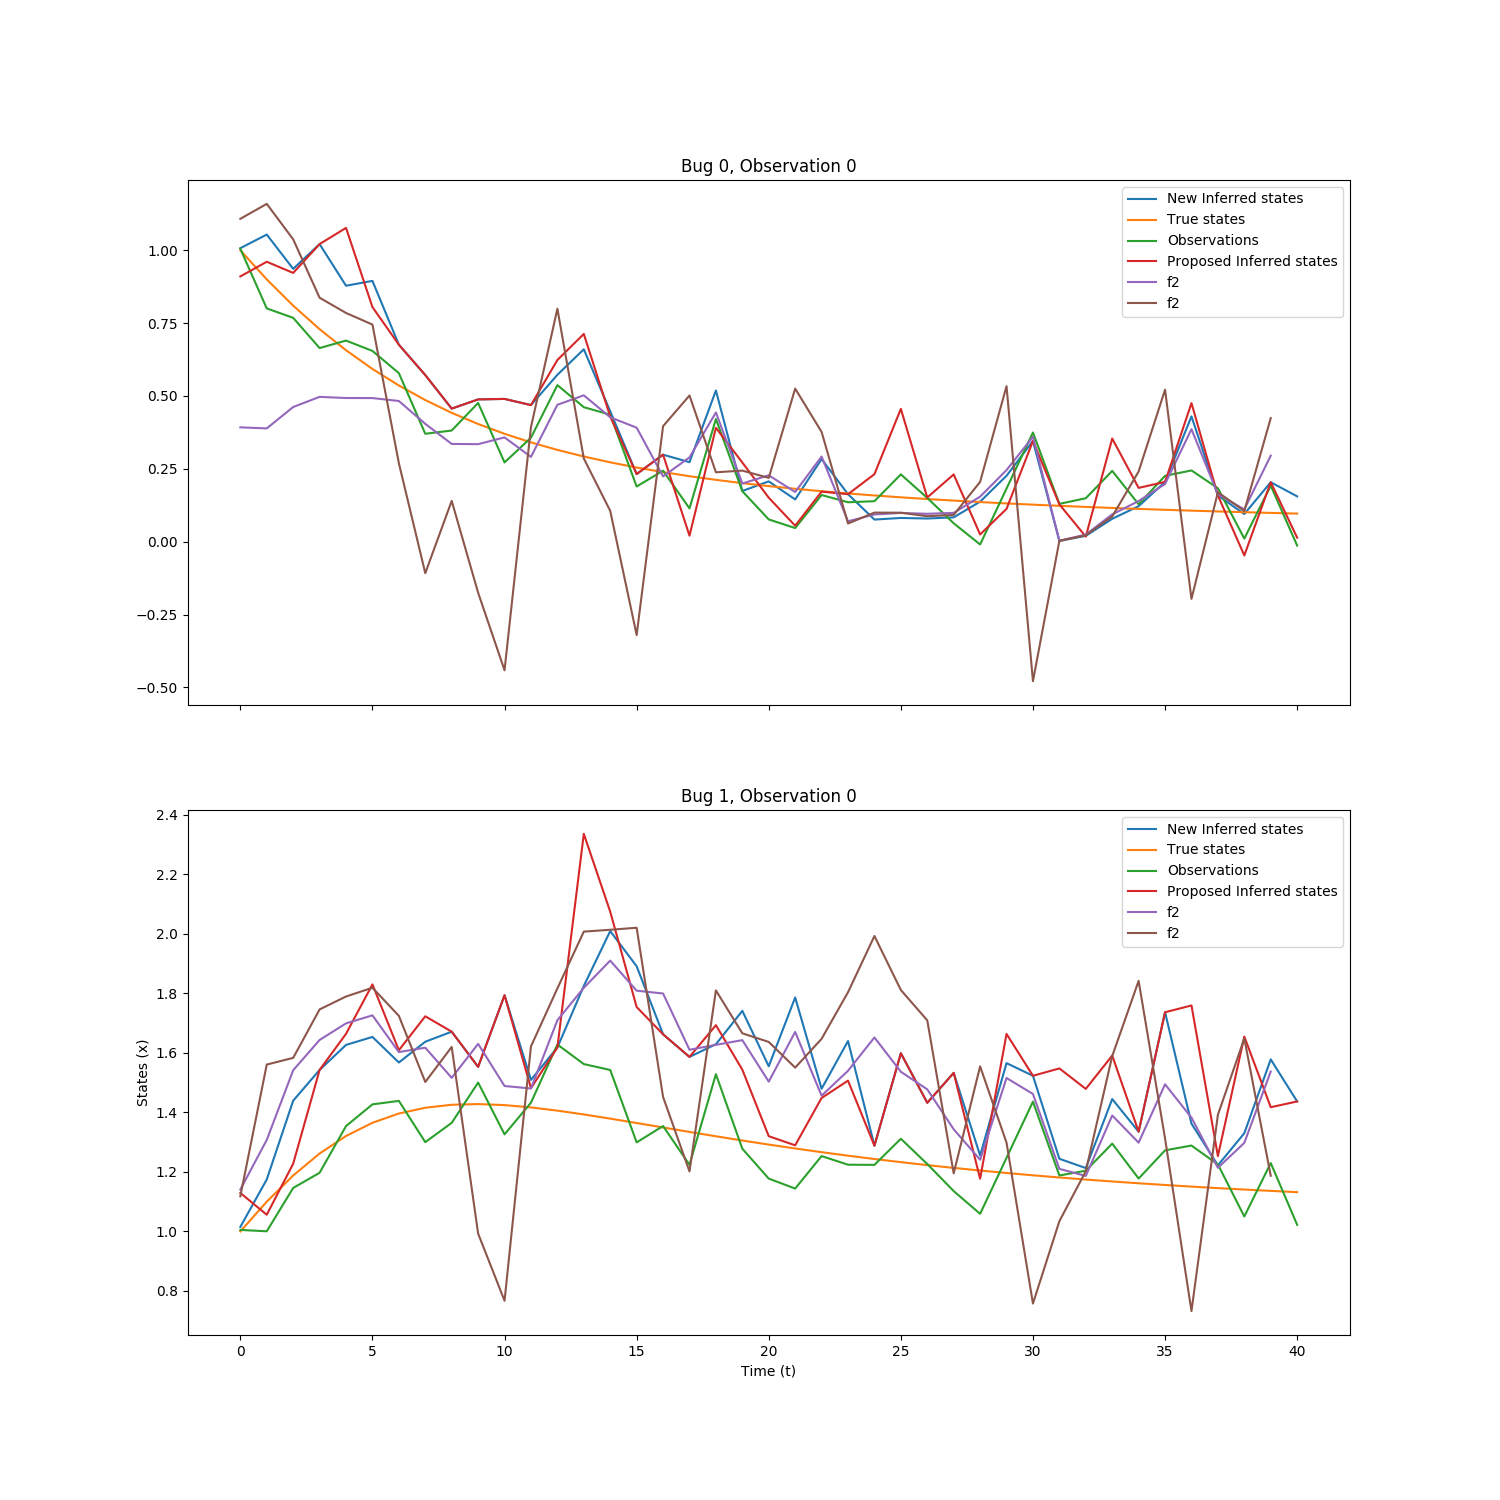 Bug 0, Observation 0
New Inferred states
True states
Observations
Proposed Inferred states
f2
f2
1.00
0.75
0.50
0.25
0.00
−0.25
−0.50
Bug 1, Observation 0
New Inferred states
True states
Observations
Proposed Inferred states
f2
f2
2.4
2.2
2.0
1.8
1.6
1.4
1.2
1.0
0.8
States (x)
0 5 10 15 20 25 30 35 40
Time (t)